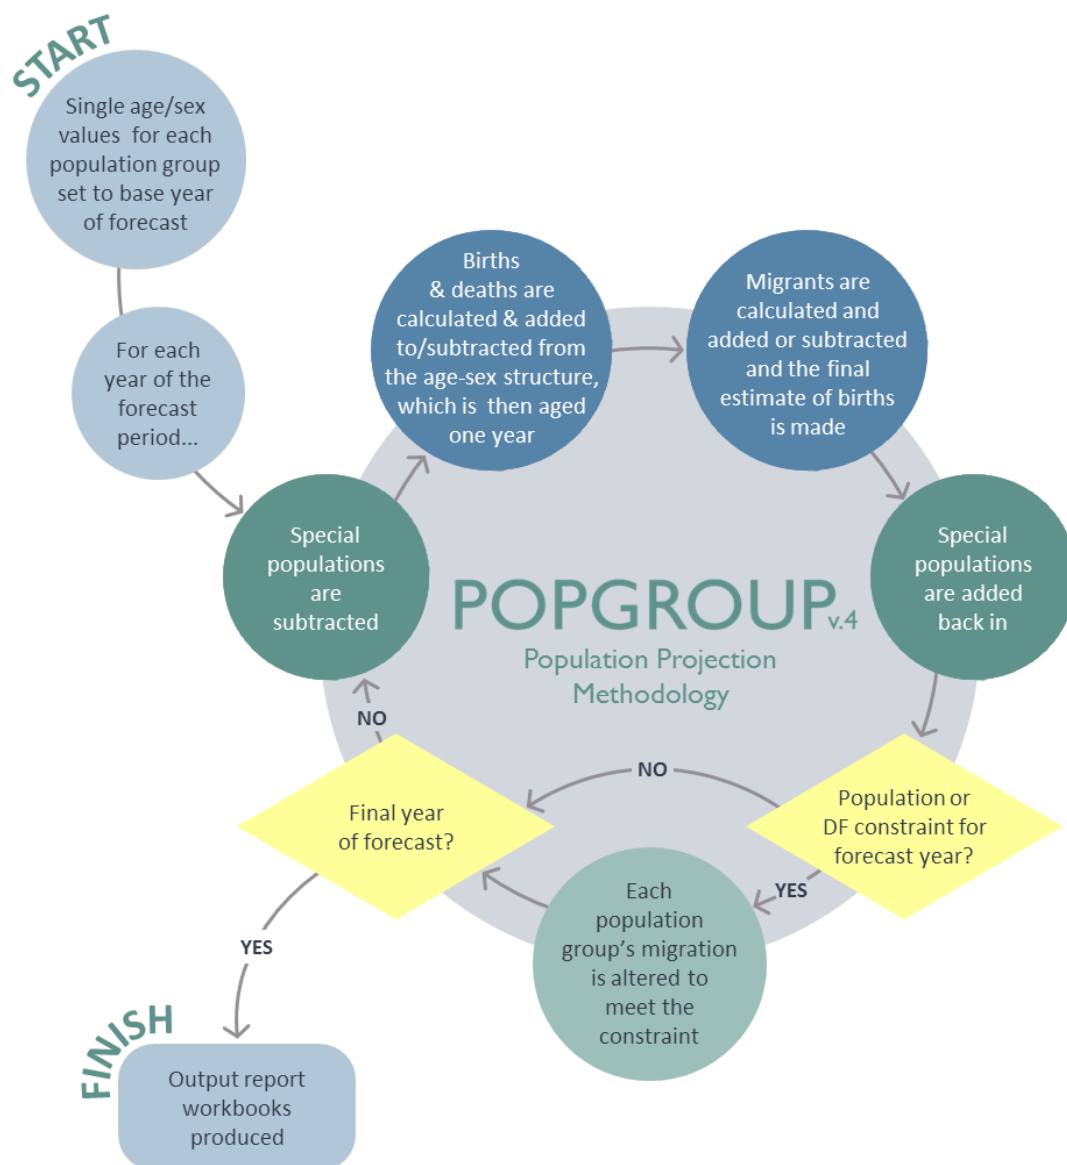 START
Single age/sex
values for each
population group
set to base year
of forecast
For each
year of the
forecast
period...
Births
& deaths are
calculated & added
to/subtracted from
the age-sex structure,
which is then aged
one year
Migrants are
calculated and
added or subtracted
and the final
estimate of births
is made
Special
populations
are
subtracted
Special
populations
are added
back in
POPGROUP v.4
Population Projection
Methodology
NO
NO
Final year
of forecast?
Population or
DF constraint for
forecast year?
YES
Each
population
group's migration
is altered to
meet the
constraint
YES
FINISH
Output report
workbooks
produced